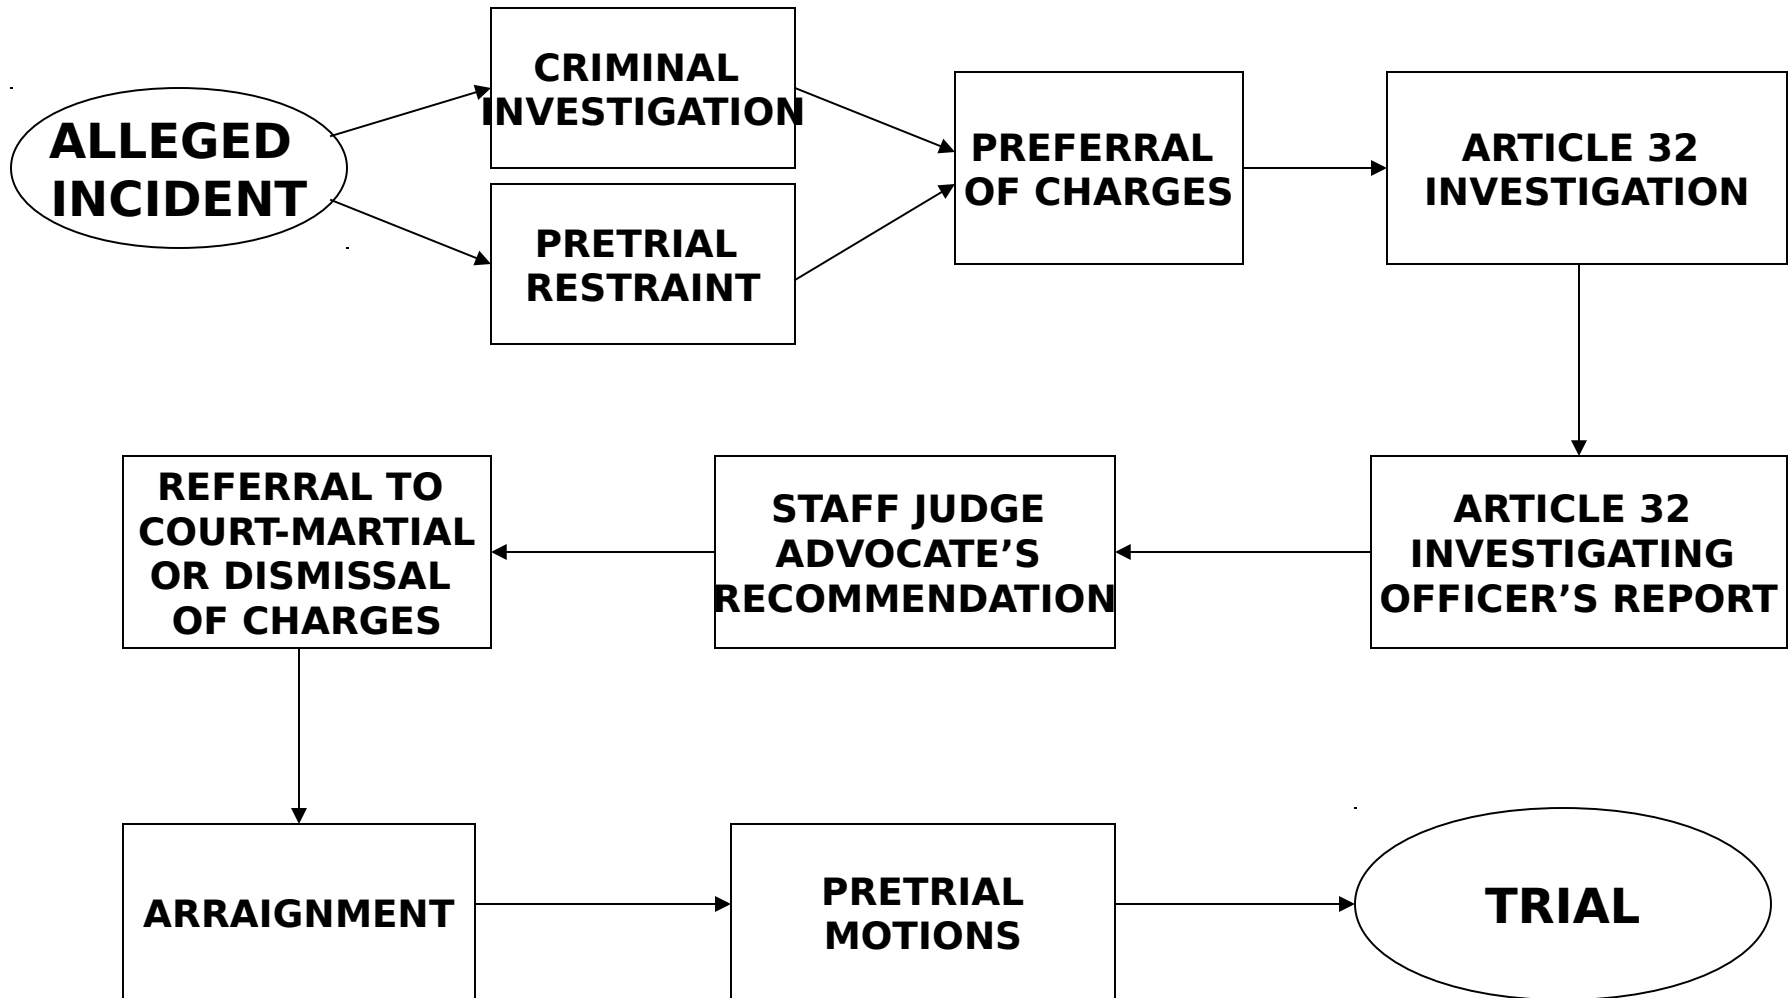 ALLEGED
INCIDENT
CRIMINAL
INVESTIGATION
PRETRIAL
RESTRAINT
PREFERRAL
OF CHARGES
ARTICLE 32
INVESTIGATION
ARTICLE 32
INVESTIGATING
OFFICER’S REPORT
STAFF JUDGE
ADVOCATE’S
RECOMMENDATION
REFERRAL TO
COURT-MARTIAL
OR DISMISSAL
OF CHARGES
ARRAIGNMENT
PRETRIAL
MOTIONS
TRIAL